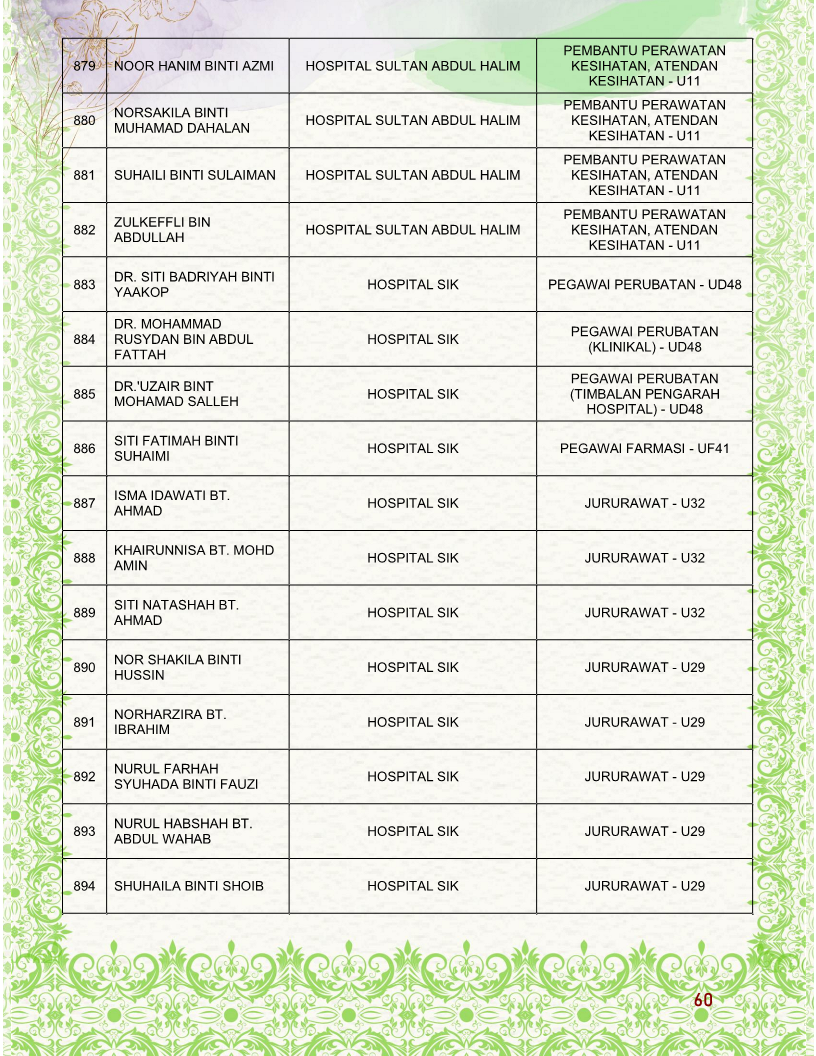 879 NOOR HANIM BINTI AZMI HOSPITAL SULTAN ABDUL HALIM PEMBANTU PERAWATAN
KESIHATAN, ATENDAN
KESIHATAN - U11
880 NORSAKILA BINTI
MUHAMAD DAHALAN HOSPITAL SULTAN ABDUL HALIM PEMBANTU PERAWATAN
KESIHATAN, ATENDAN
KESIHATAN - U11
881 SUHAILI BINTI SULAIMAN HOSPITAL SULTAN ABDUL HALIM PEMBANTU PERAWATAN
KESIHATAN, ATENDAN
KESIHATAN - U11
882 ZULKEFFLI BIN
ABDULLAH HOSPITAL SULTAN ABDUL HALIM PEMBANTU PERAWATAN
KESIHATAN, ATENDAN
KESIHATAN - U11
883 DR. SITI BADRIYAH BINTI
YAAKOP HOSPITAL SIK PEGAWAI PERUBATAN - UD48
884 DR. MOHAMMAD
RUSYDAN BIN ABDUL
FATTAH HOSPITAL SIK PEGAWAI PERUBATAN
(KLINIKAL) - UD48
885 DR.'UZAIR BINT
MOHAMAD SALLEH HOSPITAL SIK PEGAWAI PERUBATAN
(TIMBALAN PENGARAH
HOSPITAL) - UD48
886 SITI FATIMAH BINTI
SUHAIMI HOSPITAL SIK PEGAWAI FARMASI - UF41
887 ISMA IDAWATI BT.
AHMAD HOSPITAL SIK JURURAWAT - U32
888 KHAIRUNNISA BT. MOHD
AMIN HOSPITAL SIK JURURAWAT - U32
889 SITI NATASHAH BT.
AHMAD HOSPITAL SIK JURURAWAT - U32
890 NOR SHAKILA BINTI
HUSSIN HOSPITAL SIK JURURAWAT - U29
891 NORHARZIRA BT.
IBRAHIM HOSPITAL SIK JURURAWAT - U29
892 NURUL FARHAH
SYUHADA BINTI FAUZI HOSPITAL SIK JURURAWAT - U29
893 NURUL HABSHAH BT.
ABDUL WAHAB HOSPITAL SIK JURURAWAT - U29
894 SHUHAILA BINTI SHOIB HOSPITAL SIK JURURAWAT - U29
60